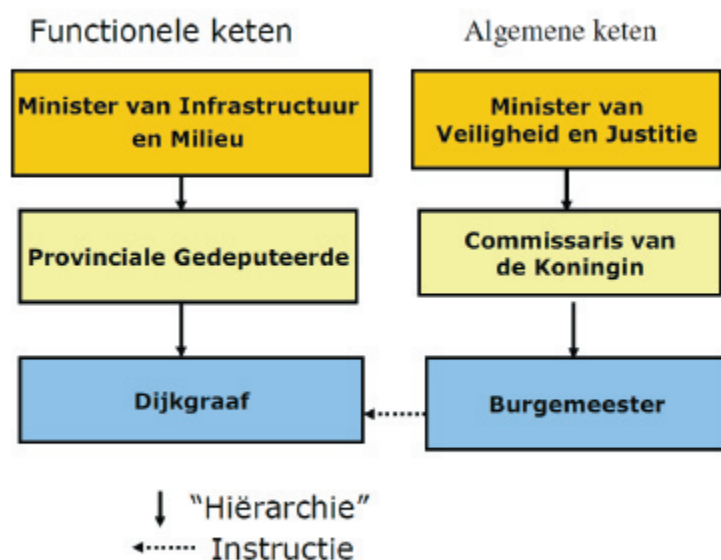 Functionele keten
Algemene keten
Minister van Infrastructuur
en Milieu
Minister van
Veiligheid en Justitie
Provinciale Gedeputeerde
Commissaris van
de Koningin
Dijkgraaf
Burgemeester
“Hiërarchie”
Instructie